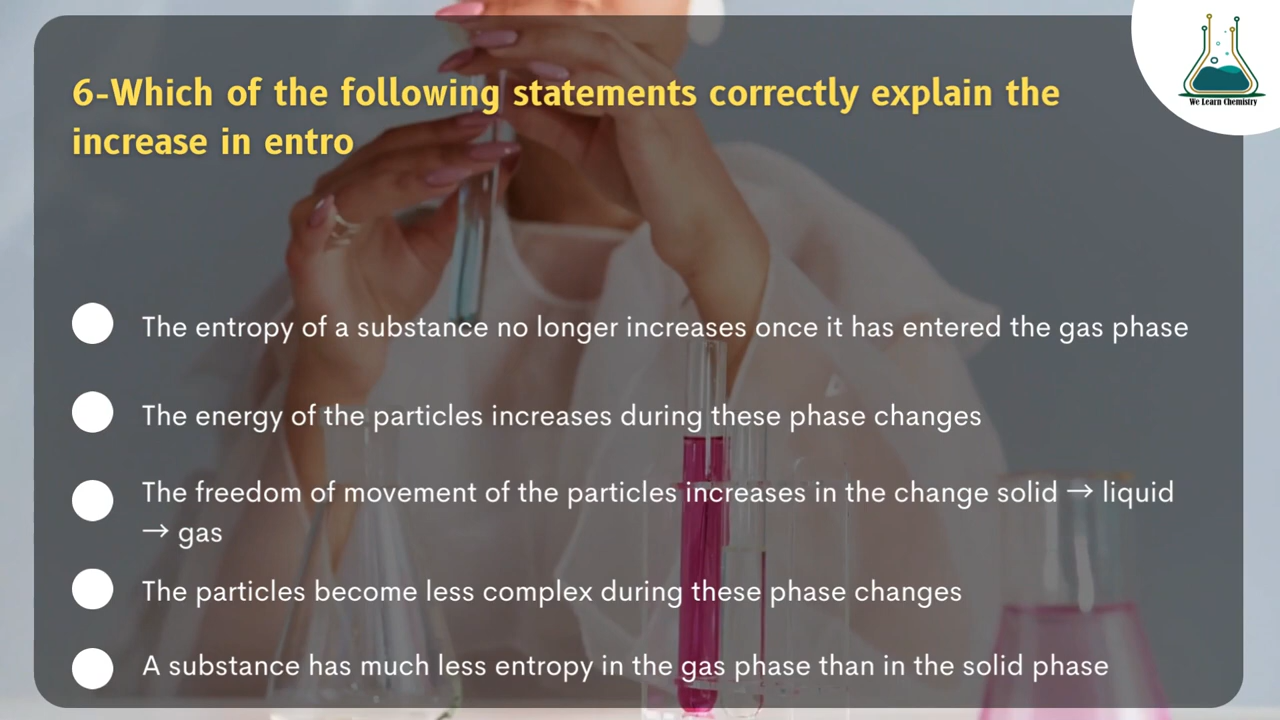 6-Which of the following statements correctly explain the
increase in entro
We Learn Chemistry
The entropy of a substance no longer increases once it has entered the gas phase
The energy of the particles increases during these phase changes
The freedom of movement of the particles increases in the change solid → liquid
→ gas
The particles become less complex during these phase changes
A substance has much less entropy in the gas phase than in the solid phase